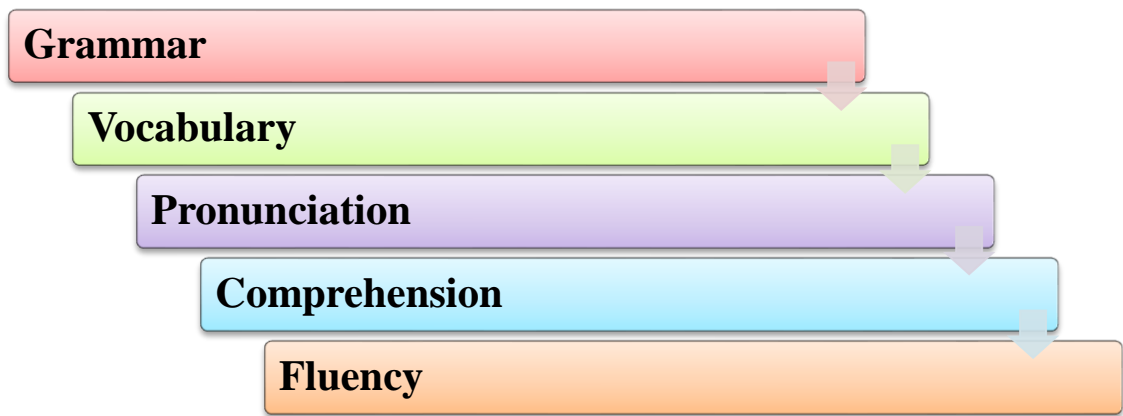 Grammar
Vocabulary
Pronunciation
Comprehension
Fluency